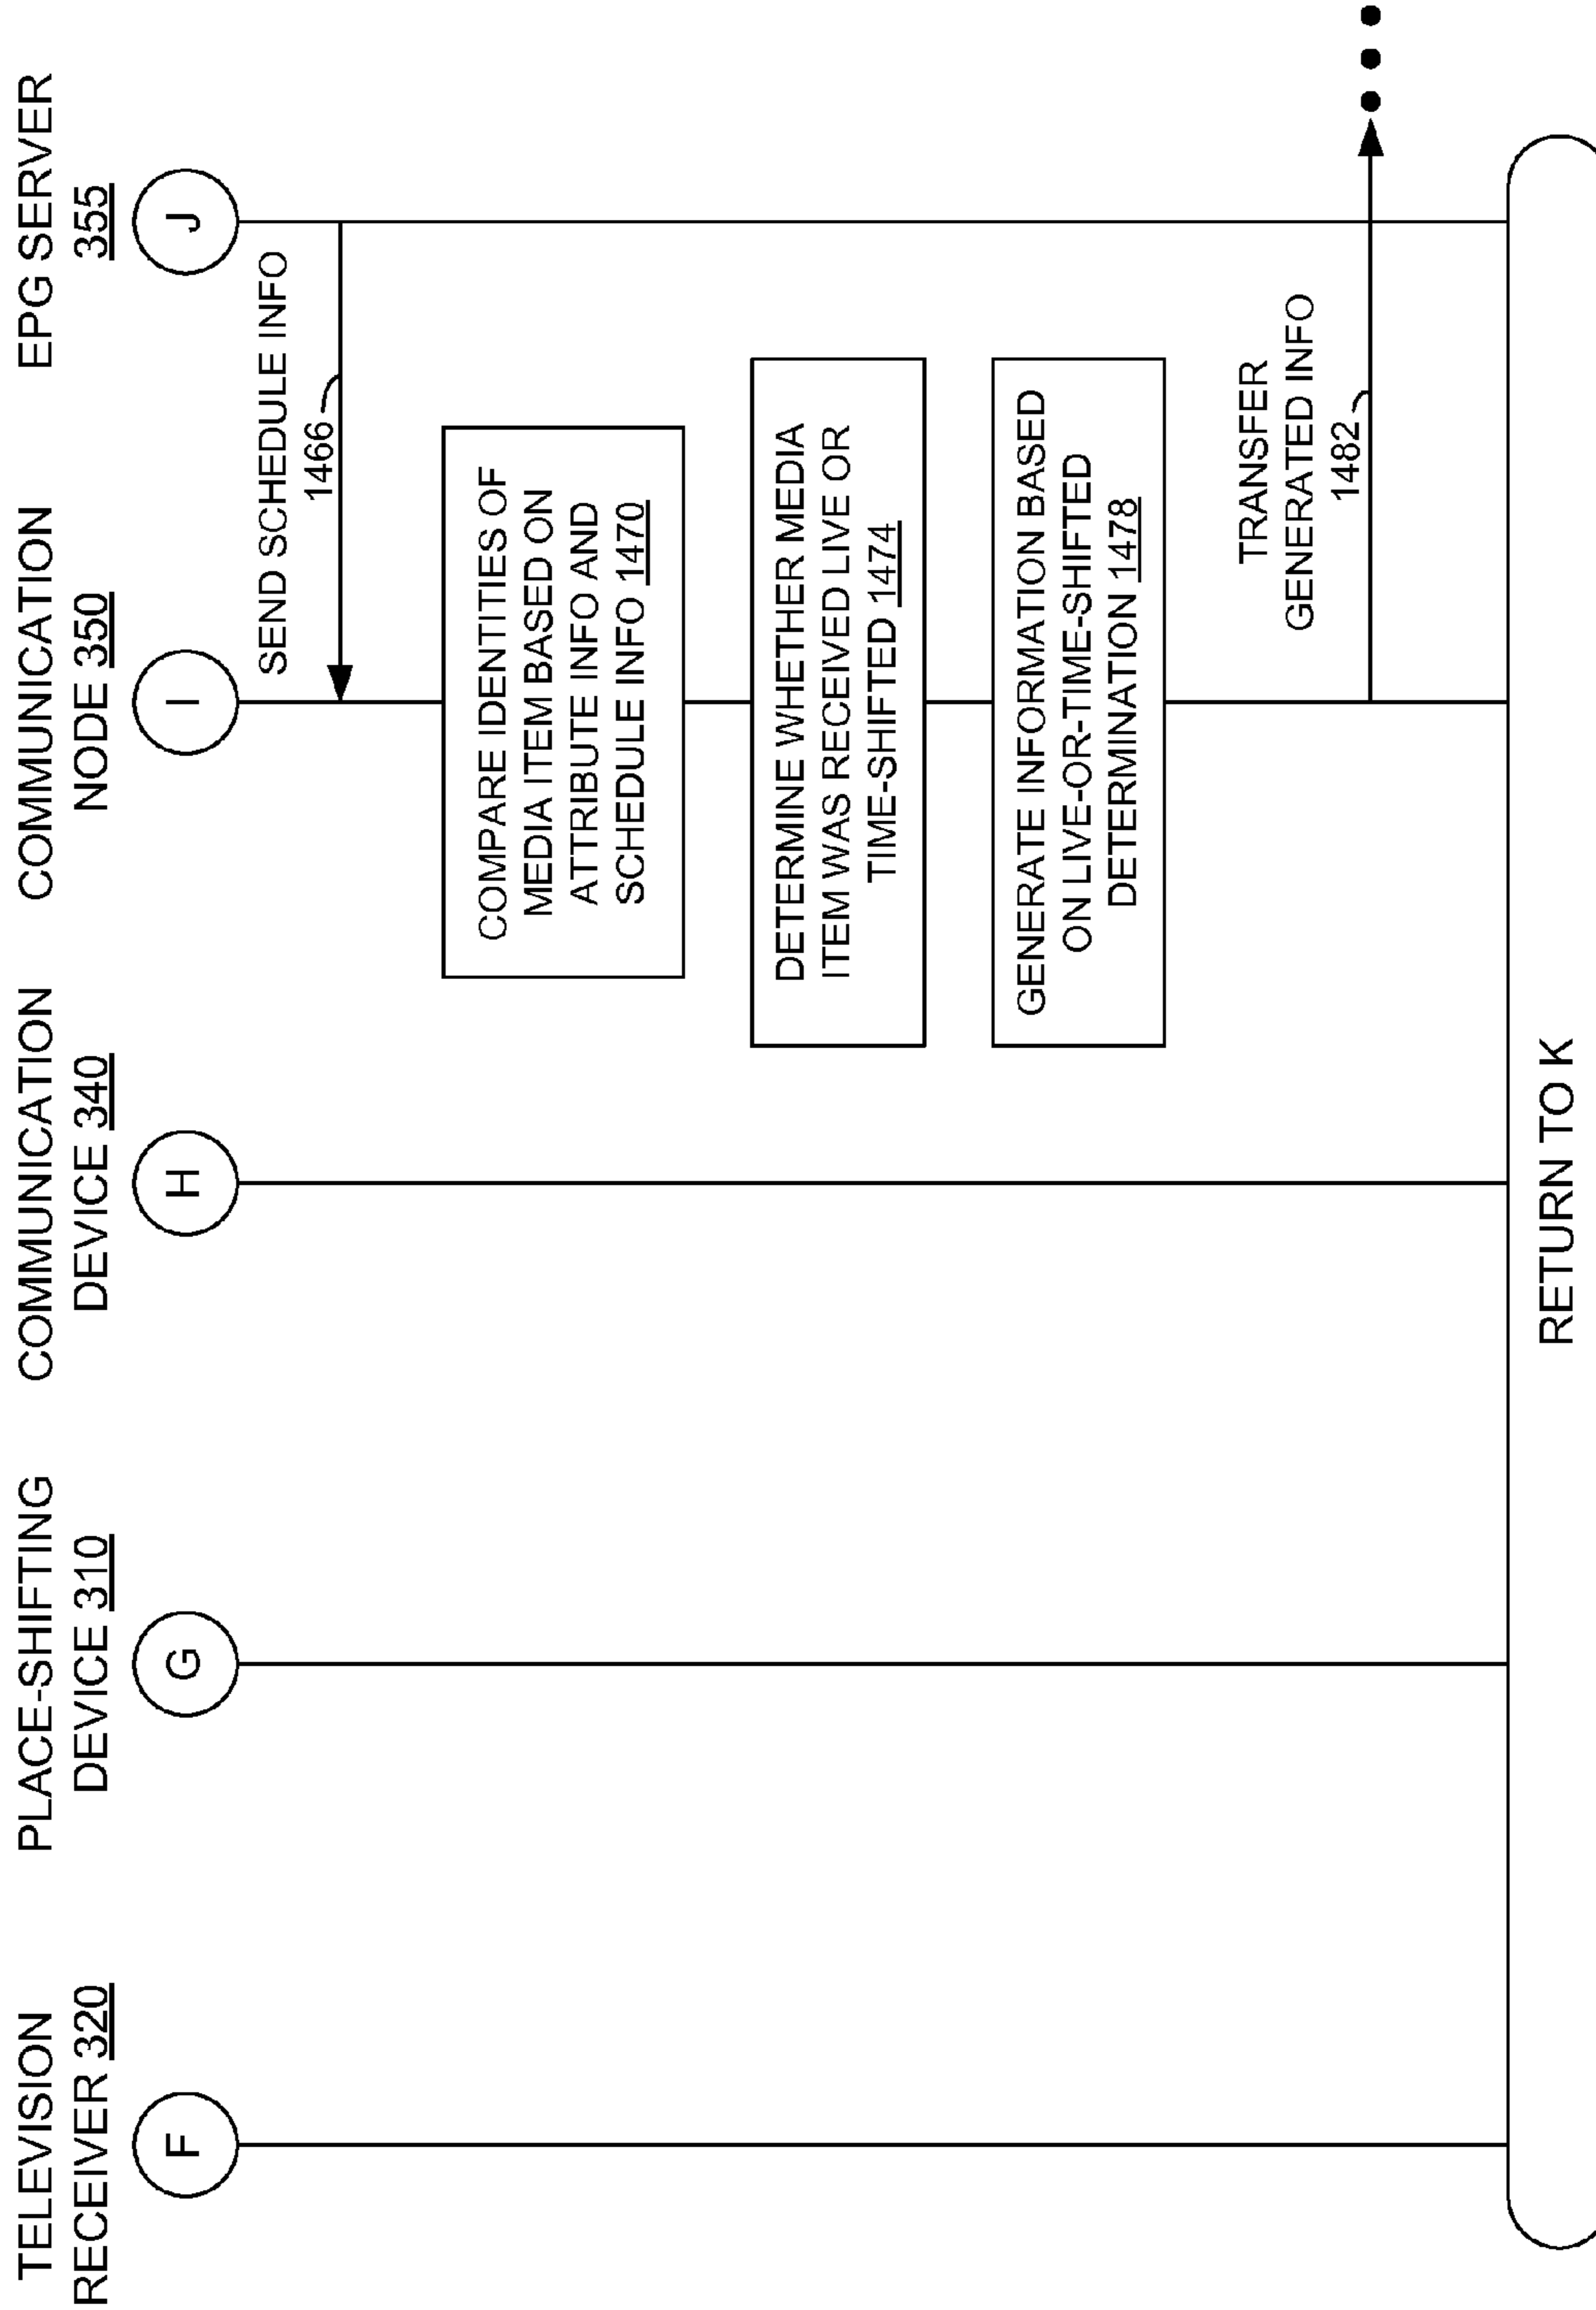 TELEVISION
RECEIVER 320
PLACE-SHIFTING
DEVICE 310
COMMUNICATION
DEVICE 340
COMMUNICATION
NODE 350
EPG SERVER
355
F
G
H
I
J
SEND SCHEDULE INFO
1466
COMPARE IDENTITIES OF
MEDIA ITEM BASED ON
ATTRIBUTE INFO AND
SCHEDULE INFO 1470
DETERMINE WHETHER MEDIA
ITEM WAS RECEIVED LIVE OR
TIME-SHIFTED 1474
GENERATE INFORMATION BASED
ON LIVE-OR-TIME-SHIFTED
DETERMINATION 1478
TRANSFER
GENERATED INFO
1482
RETURN TO K